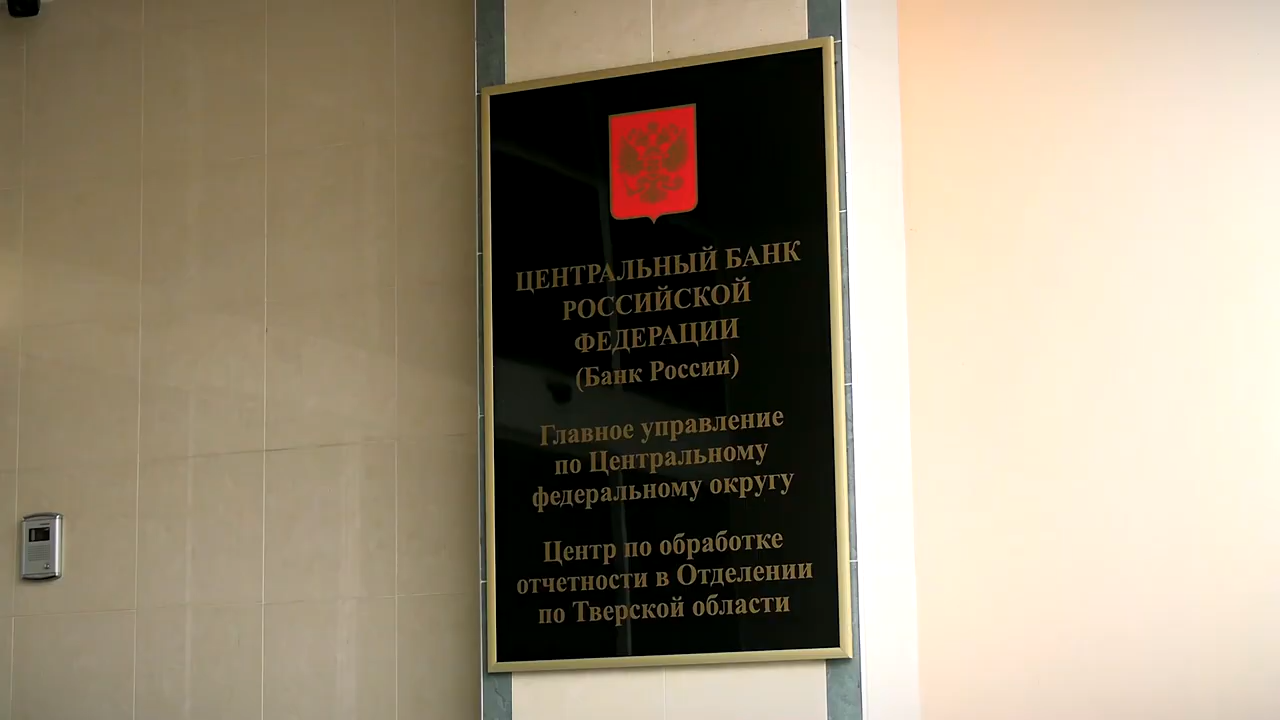 ЦЕНТРАЛЬНЫЙ БАНК
РОССИЙСКОЙ
ФЕДЕРАЦИИ
(Банк России)
Главное управление
по Центральному
федеральному округу
Центр по обработке
отчетности в Отделении
по Тверской области